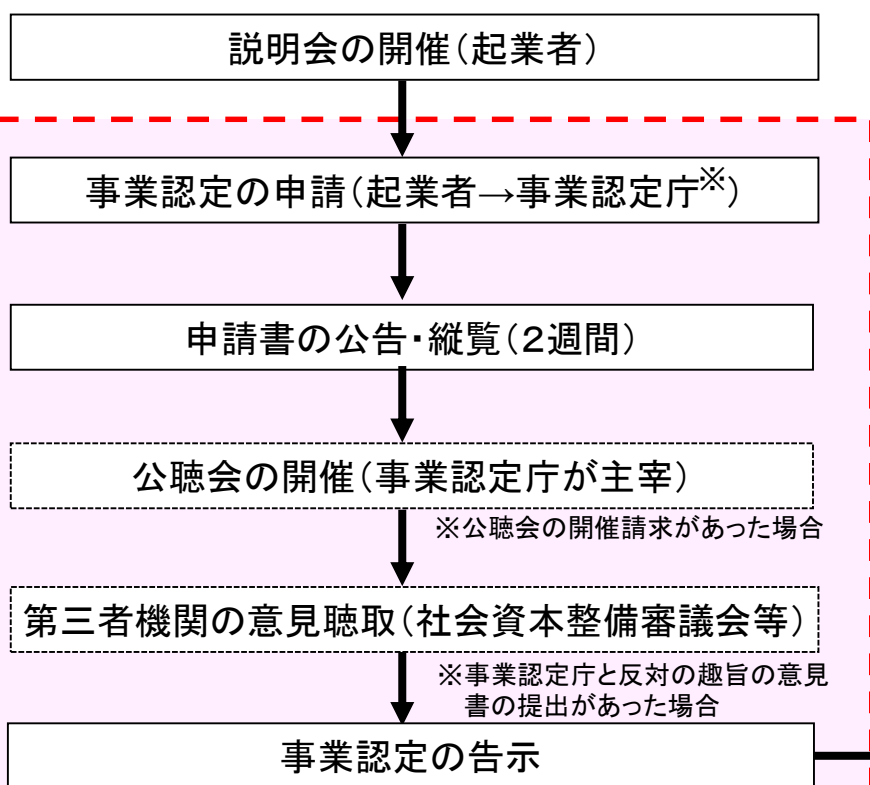 説明会の開催（起業者）
事業認定の申請（起業者→事業認定庁※）
申請書の公告・縦覧（２週間）
公聴会の開催（事業認定庁が主宰）
※公聴会の開催請求があった場合
第三者機関の意見聴取（社会資本整備審議会等）
※事業認定庁と反対の趣旨の意見
書の提出があった場合
事業認定の告示